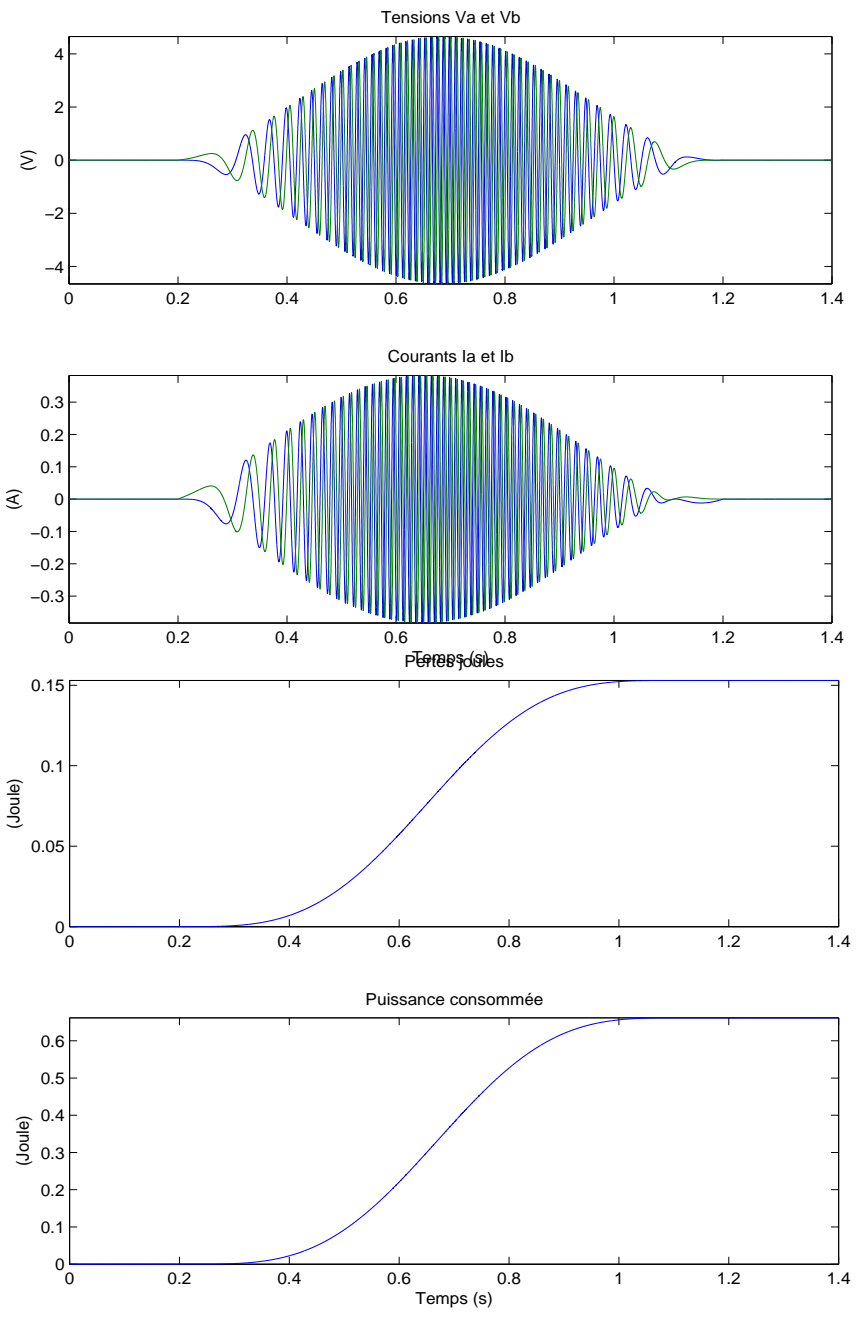 Tensions Va et Vb
(V)
4
2
0
−2
−4
0 0.2 0.4 0.6 0.8 1 1.2 1.4
Courants Ia et Ib
(A)
0.3
0.2
0.1
0
−0.1
−0.2
−0.3
0 0.2 0.4 0.6 0.8 1 1.2 1.4
Temps (s)
Pertes joules
(Joule)
0.15
0.1
0.05
0
0 0.2 0.4 0.6 0.8 1 1.2 1.4
Puissance consommée
(Joule)
0.6
0.5
0.4
0.3
0.2
0.1
0
0 0.2 0.4 0.6 0.8 1 1.2 1.4
Temps (s)